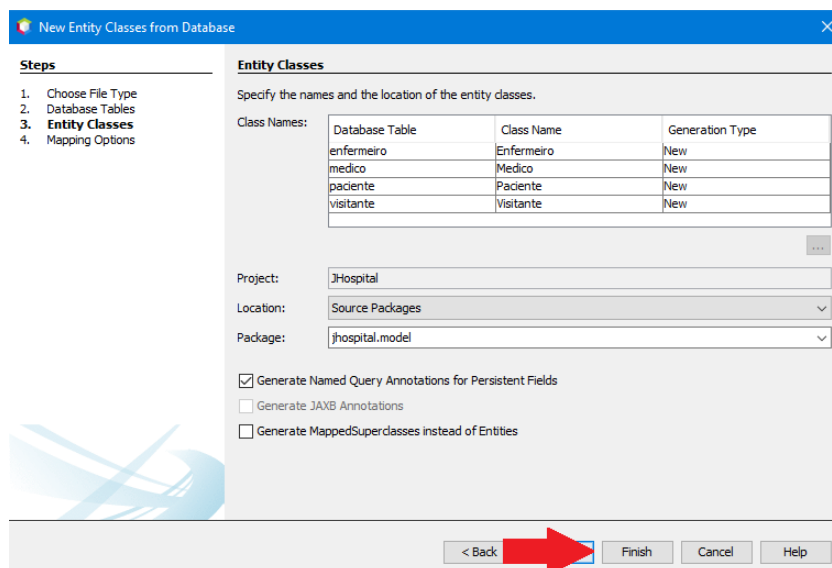 New Entity Classes from Database
Steps
1. Choose File Type
2. Database Tables
3. Entity Classes
4. Mapping Options
Entity Classes
Specify the names and the location of the entity classes.
Class Names:
Database Table Class Name Generation Type
enfermeiro Enfermeiro New
medico Medico New
paciente Paciente New
visitante Visitante New
...
Project: JHospital
Location: Source Packages
Package: jhospital.model
Generate Named Query Annotations for Persistent Fields
Generate JAXB Annotations
Generate MappedSuperclasses instead of Entities
< Back Finish Cancel Help